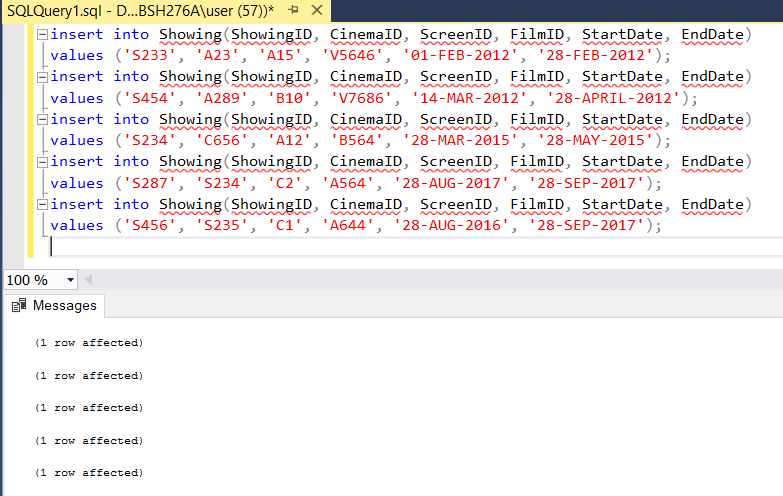 SQLQuery1.sql - D...BSH276A\user (57))*
insert into Showing(ShowingID, CinemaID, ScreenID, FilmID, StartDate, EndDate)
values ('S233', 'A23', 'A15', 'V5646', '01-FEB-2012', '28-FEB-2012');
insert into Showing(ShowingID, CinemaID, ScreenID, FilmID, StartDate, EndDate)
values ('S454', 'A289', 'B10', 'V7686', '14-MAR-2012', '28-APRIL-2012');
insert into Showing(ShowingID, CinemaID, ScreenID, FilmID, StartDate, EndDate)
values ('S234', 'C656', 'A12', 'B564', '28-MAR-2015', '28-MAY-2015');
insert into Showing(ShowingID, CinemaID, ScreenID, FilmID, StartDate, EndDate)
values ('S287', 'S234', 'C2', 'A564', '28-AUG-2017', '28-SEP-2017');
insert into Showing(ShowingID, CinemaID, ScreenID, FilmID, StartDate, EndDate)
values ('S456', 'S235', 'C1', 'A644', '28-AUG-2016', '28-SEP-2017');
100 %
Messages
(1 row affected)
(1 row affected)
(1 row affected)
(1 row affected)
(1 row affected)